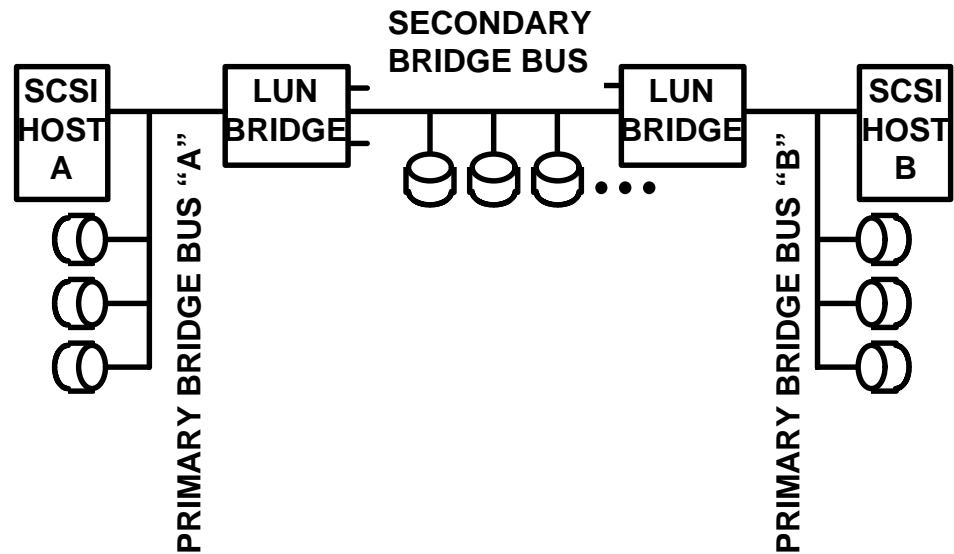 SECONDARY
BRIDGE BUS
SCSI
HOST
A
LUN
BRIDGE
LUN
BRIDGE
SCSI
HOST
B
PRIMARY BRIDGE BUS “A”
PRIMARY BRIDGE BUS “B”